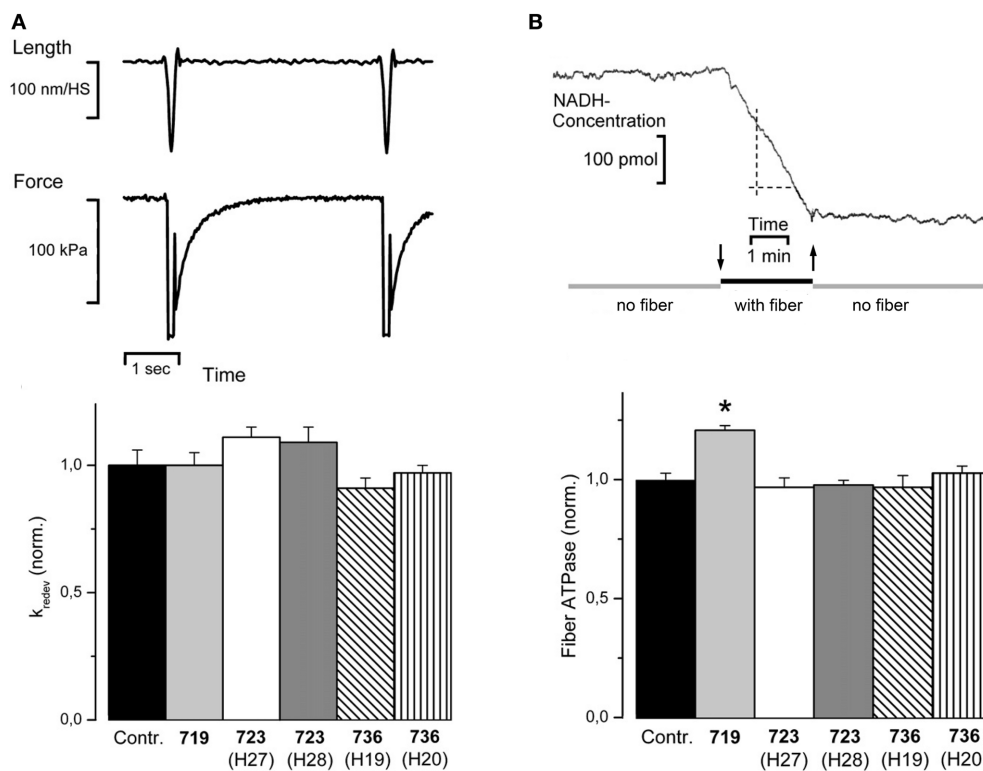 A
Length
100 nm/HS
Force
100 kPa
1 sec
Time
1,0
0,5
0,0
k redev (norm.)
Contr. 719 723 723 736 736
(H27) (H28) (H19) (H20)
B
NADH-
Concentration
100 pmol
Time
1 min
no fiber with fiber no fiber
*
1,0
0,5
0,0
Fiber ATPase (norm.)
Contr. 719 723 723 736 736
(H27) (H28) (H19) (H20)